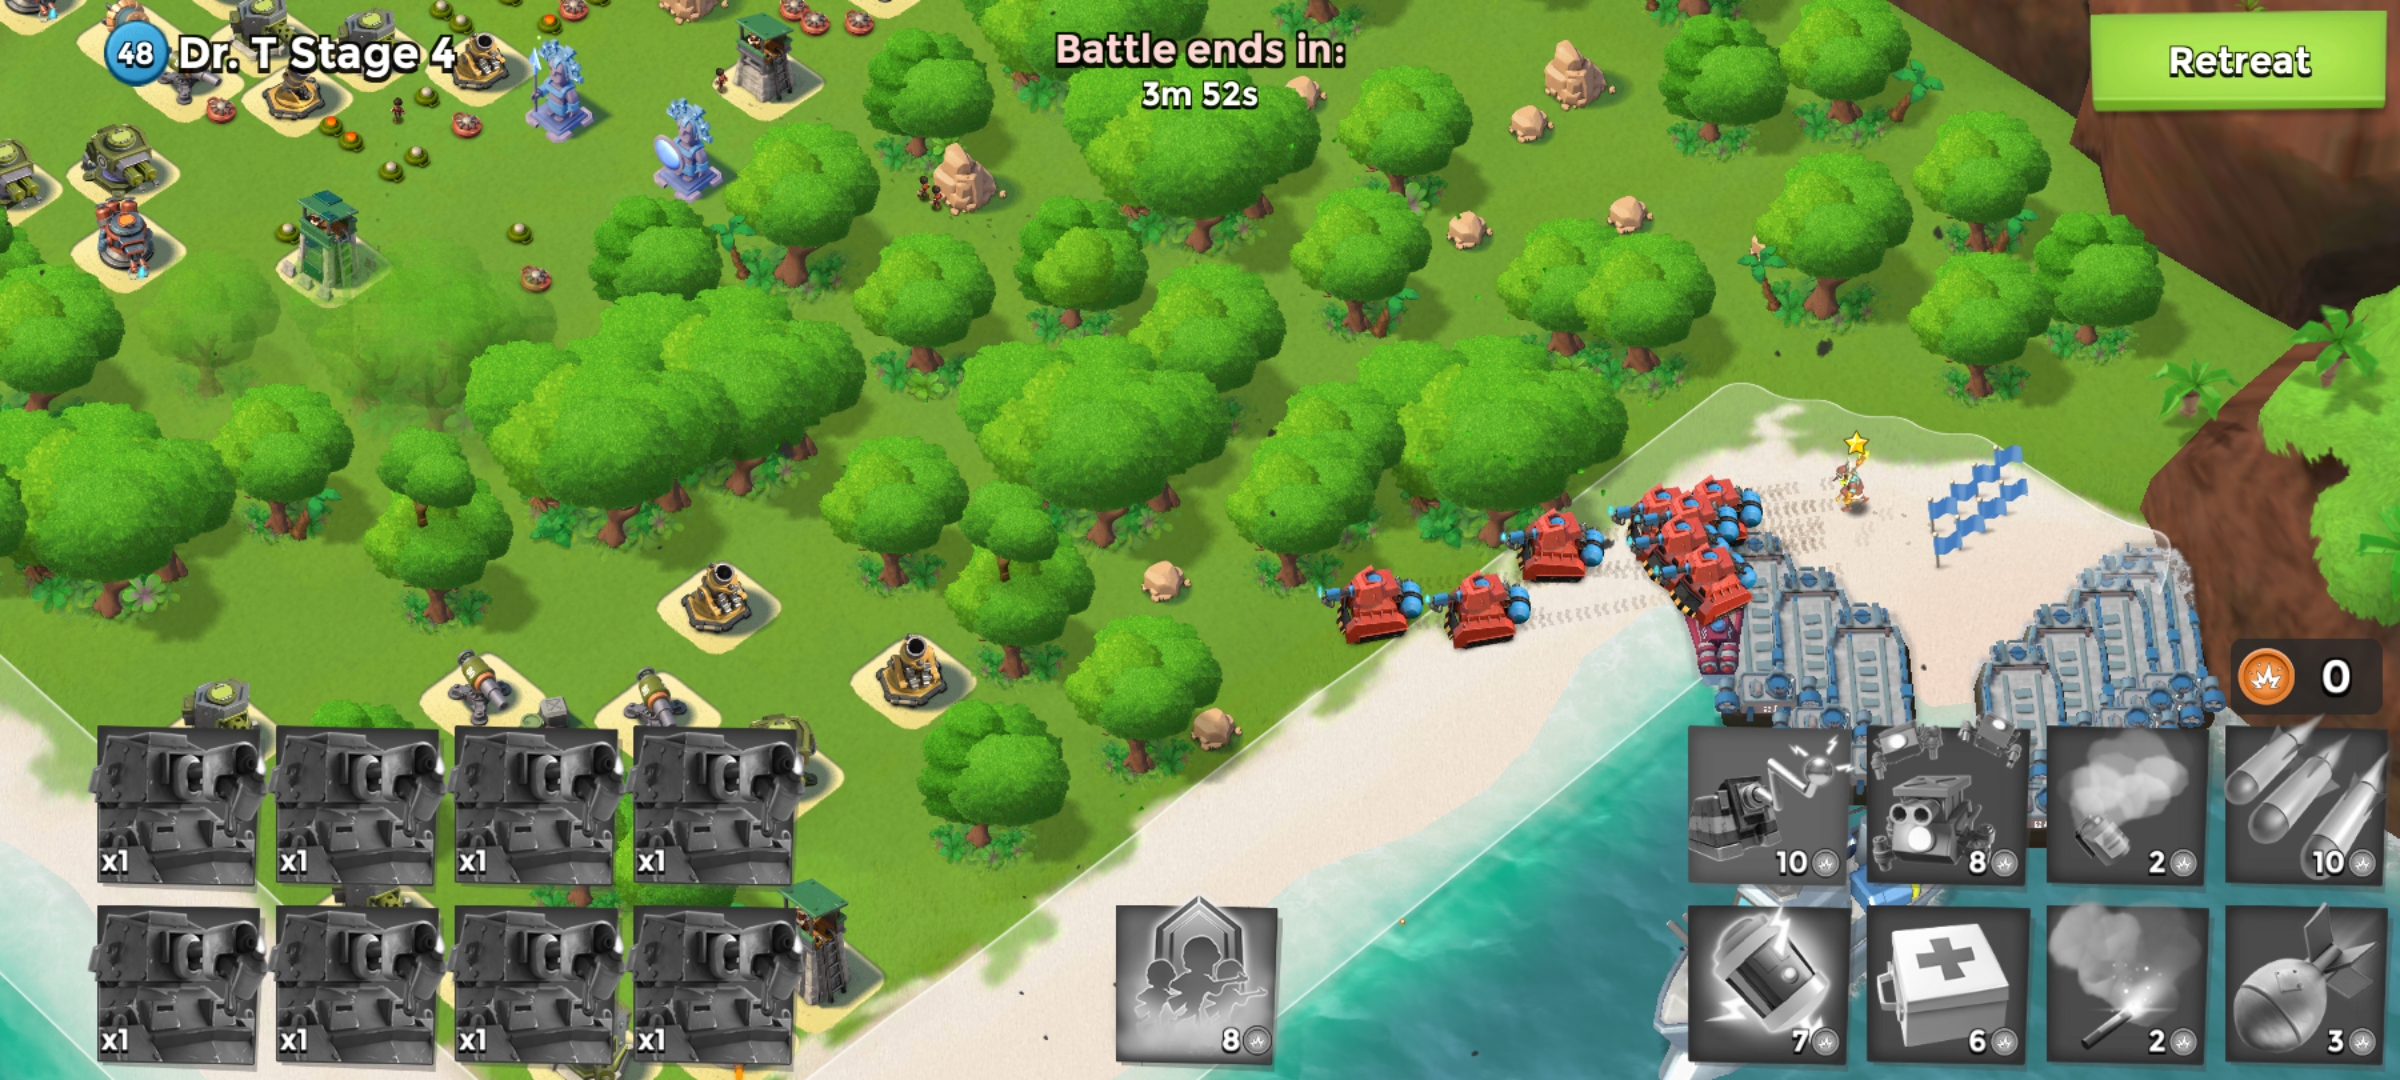 48 Dr. T Stage 4
Battle ends in:
3m 52s
Retreat
0
x1 x1 x1 x1
10 8 2 10
x1 x1 x1 x1
8
7 6 2 3